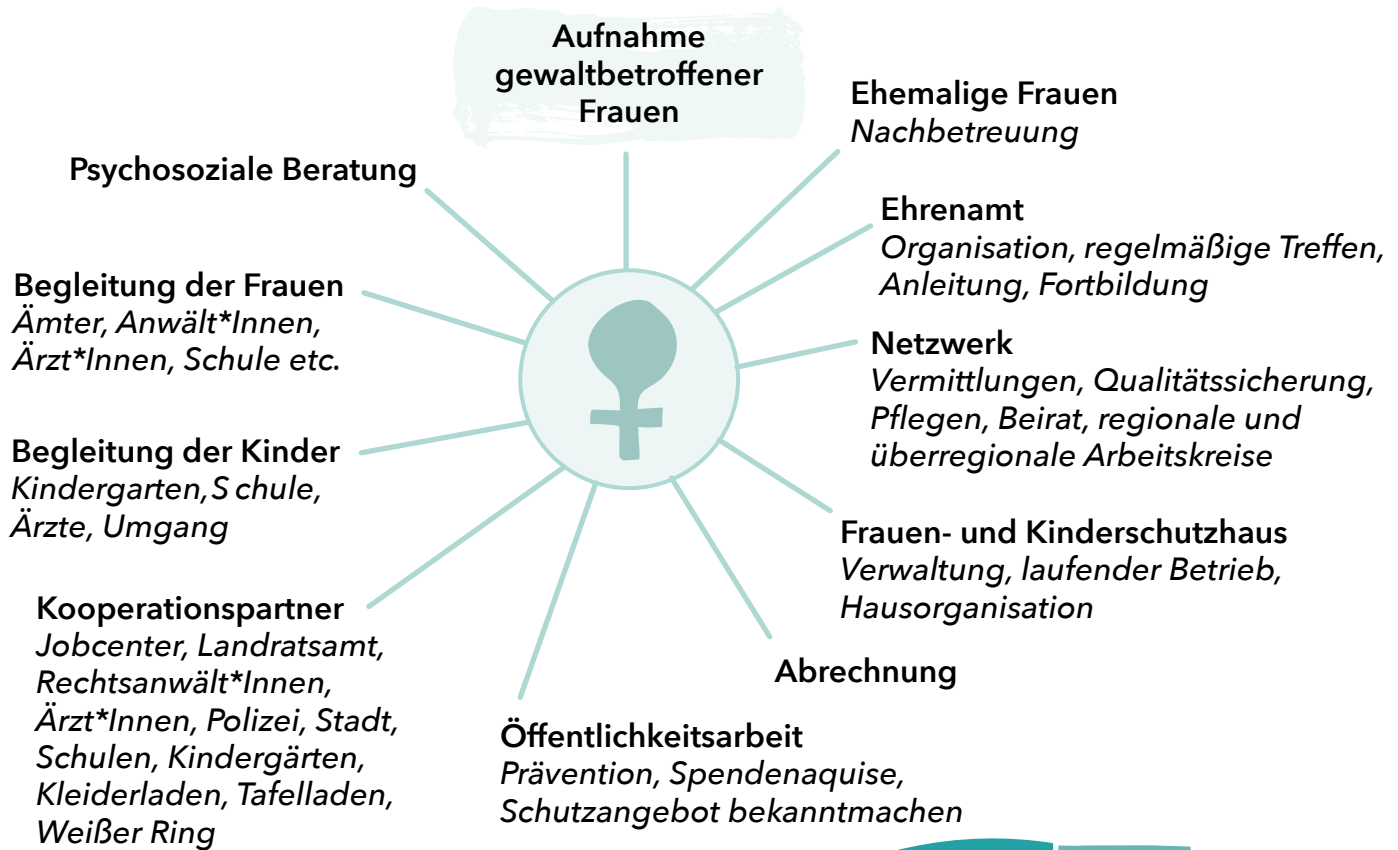 Aufnahme
gewaltbetroffener
Frauen
Ehemalige Frauen
Nachbetreuung
Ehrenamt
Organisation, regelmäßige Treffen,
Anleitung, Fortbildung
Netzwerk
Vermittlungen, Qualitätssicherung,
Pflegen, Beirat, regionale und
überregionale Arbeitskreise
Frauen- und Kinderschutzhaus
Verwaltung, laufender Betrieb,
Hausorganisation
Abrechnung
Öffentlichkeitsarbeit
Prävention, Spendenaquise,
Schutzangebot bekanntmachen
Kooperationspartner
Jobcenter, Landratsamt,
Rechtsanwält*Innen,
Ärzt*Innen, Polizei, Stadt,
Schulen, Kindergärten,
Kleiderladen, Tafelladen,
Weißer Ring
Begleitung der Kinder
Kindergarten,S chule,
Ärzte, Umgang
Begleitung der Frauen
Ämter, Anwält*Innen,
Ärzt*Innen, Schule etc.
Psychosoziale Beratung